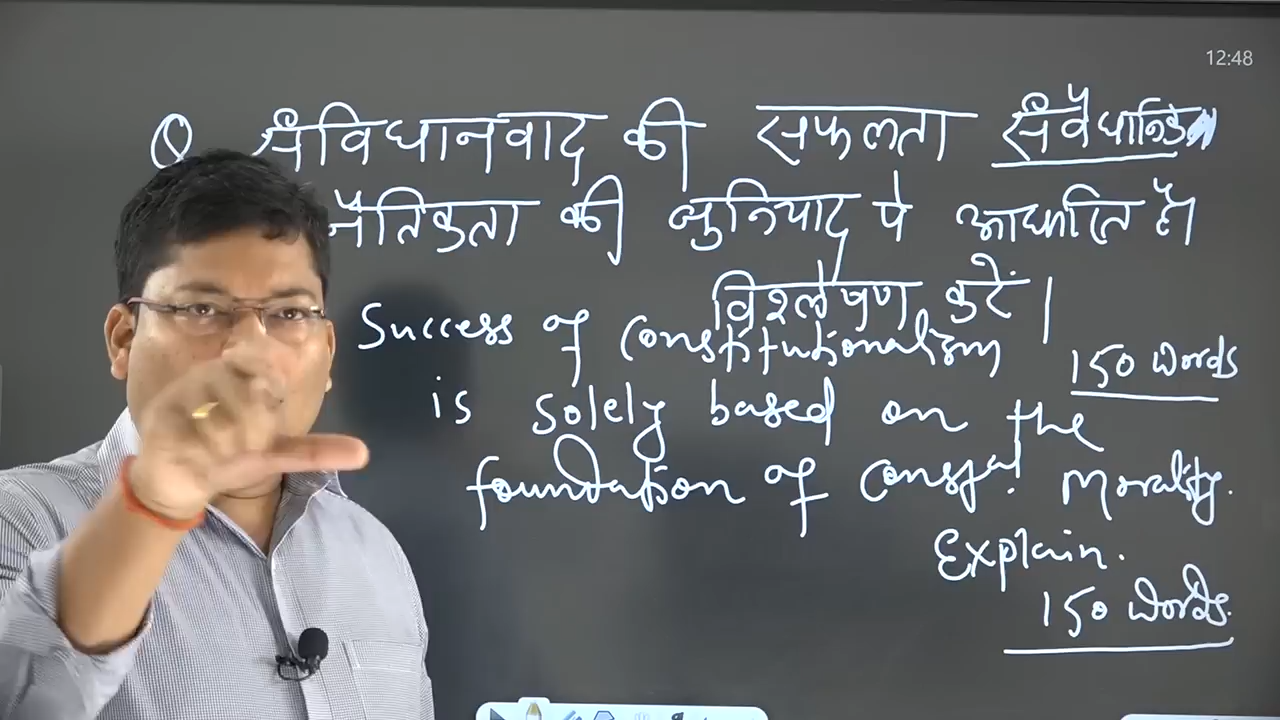 12:48
Q संविधानवाद की सफलता संवैधानिक
नैतिकता की बुनियाद पे आधारित है।
विश्लेषण करें।
150 words
Success of Constitutionalism
is solely based on the
foundation of Morality.
Explain.
150 words.